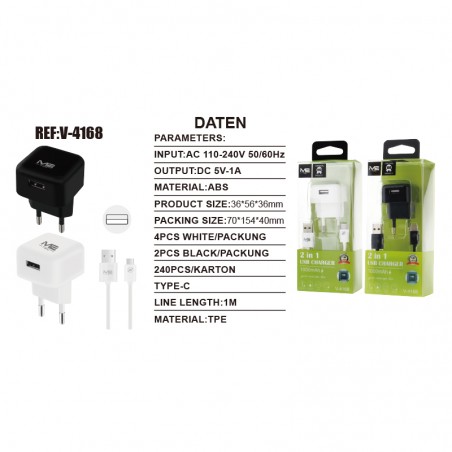 REF:V-4168
DATEN
PARAMETERS:
INPUT:AC 110-240V 50/60Hz
OUTPUT:DC 5V-1A
MATERIAL:ABS
PRODUCT SIZE:36*56*36mm
PACKING SIZE:70*154*40mm
4PCS WHITE/PACKUNG
2PCS BLACK/PACKUNG
240PCS/KARTON
TYPE-C
LINE LENGTH:1M
MATERIAL:TPE
2 in 1
USB CHARGER
2 in 1
USB CHARGER